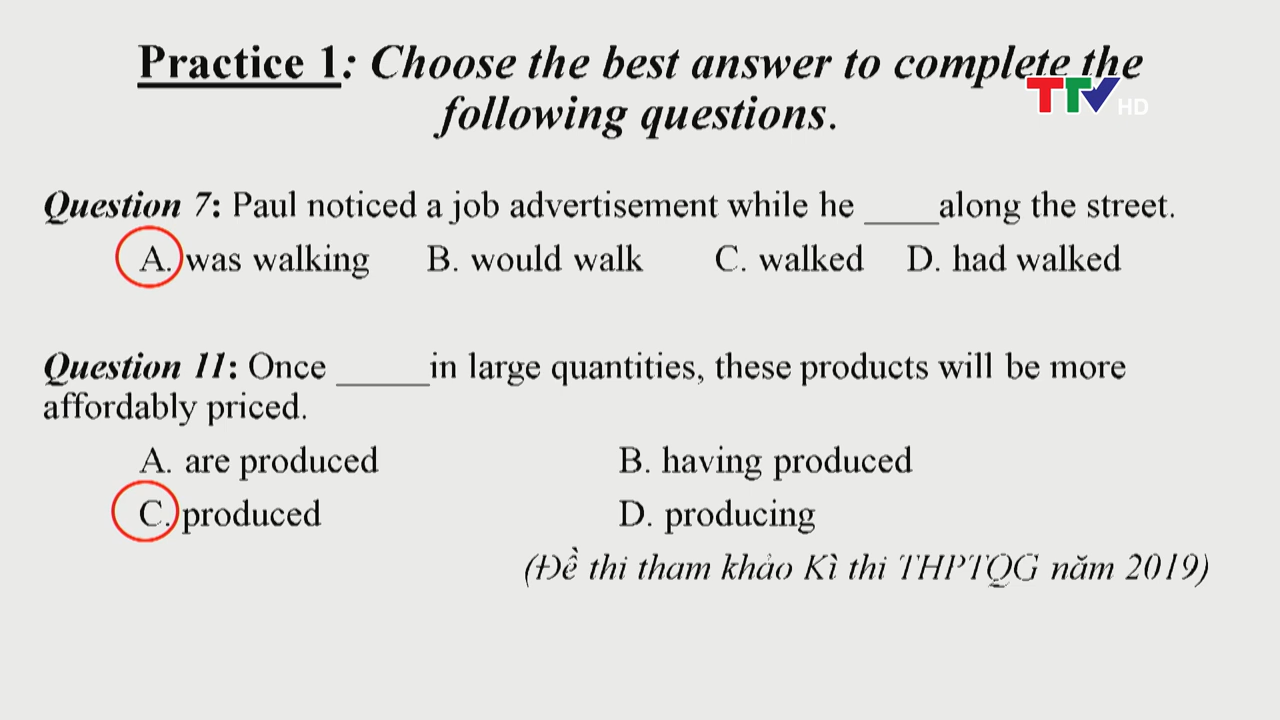 Practice 1: Choose the best answer to complete the
TTV HD
following questions.
Question 7: Paul noticed a job advertisement while he ____along the street.
A. was walking B. would walk C. walked D. had walked
Question 11: Once _____in large quantities, these products will be more
affordably priced.
A. are produced B. having produced
C. produced D. producing
(Đề thi tham khảo Kì thi THPTQG năm 2019)